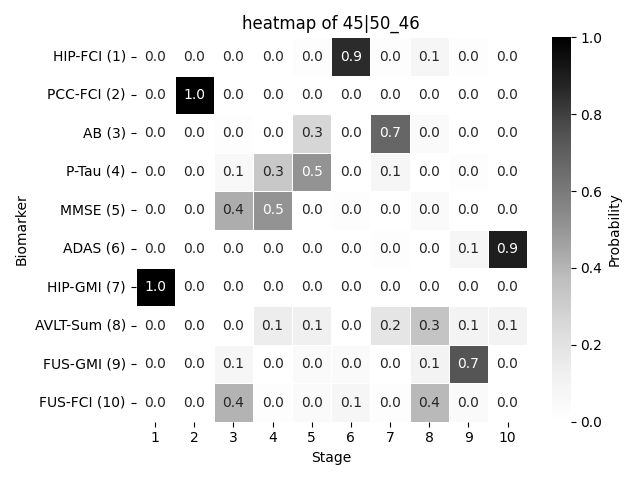 heatmap of 45|50_46
HIP-FCI (1) 0.0 0.0 0.0 0.0 0.0 0.9 0.0 0.1 0.0 0.0
PCC-FCI (2) 0.0 1.0 0.0 0.0 0.0 0.0 0.0 0.0 0.0 0.0
AB (3) 0.0 0.0 0.0 0.0 0.3 0.0 0.7 0.0 0.0 0.0
P-Tau (4) 0.0 0.0 0.1 0.3 0.5 0.0 0.1 0.0 0.0 0.0
MMSE (5) 0.0 0.0 0.4 0.5 0.0 0.0 0.0 0.0 0.0 0.0
ADAS (6) 0.0 0.0 0.0 0.0 0.0 0.0 0.0 0.0 0.1 0.9
HIP-GMI (7) 1.0 0.0 0.0 0.0 0.0 0.0 0.0 0.0 0.0 0.0
AVLT-Sum (8) 0.0 0.0 0.0 0.1 0.1 0.0 0.2 0.3 0.1 0.1
FUS-GMI (9) 0.0 0.0 0.1 0.0 0.0 0.0 0.0 0.1 0.7 0.0
FUS-FCI (10) 0.0 0.0 0.4 0.0 0.0 0.1 0.0 0.4 0.0 0.0
1 2 3 4 5 6 7 8 9 10
Stage
Biomarker
1.0
0.8
0.6
0.4
0.2
0.0
Probability